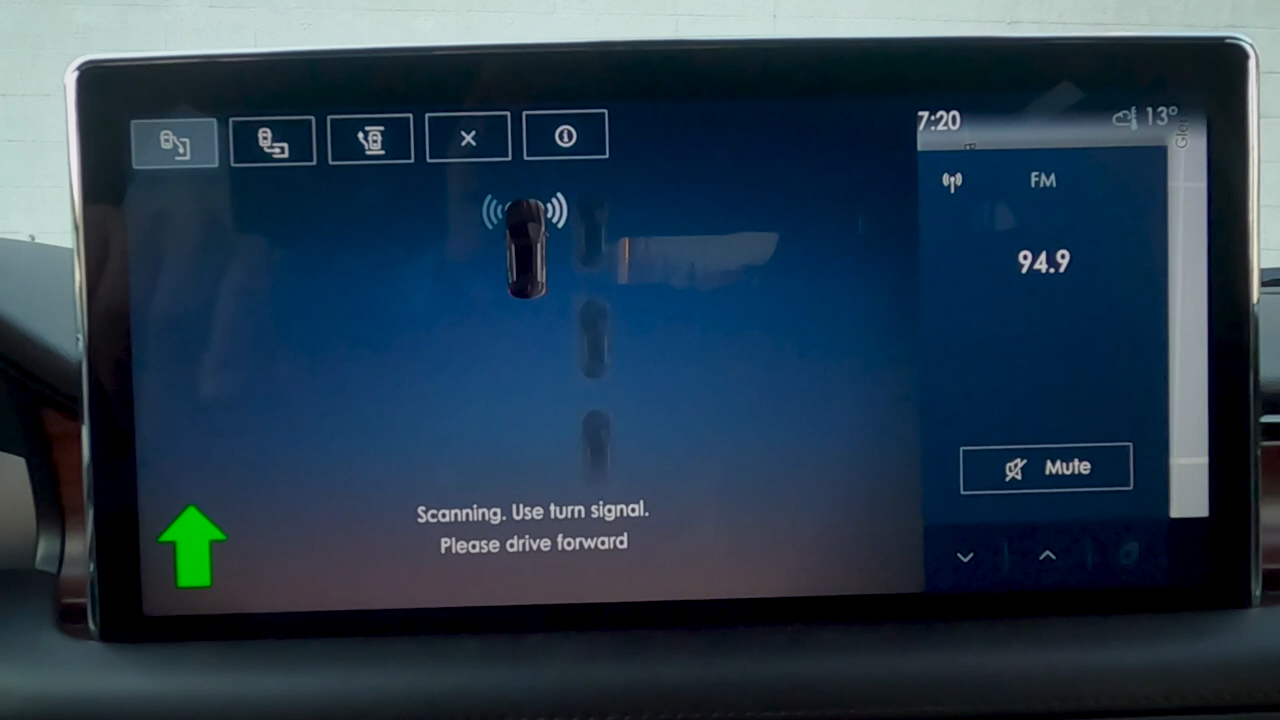 7:20
13°
FM
94.9
Mute
Scanning. Use turn signal.
Please drive forward